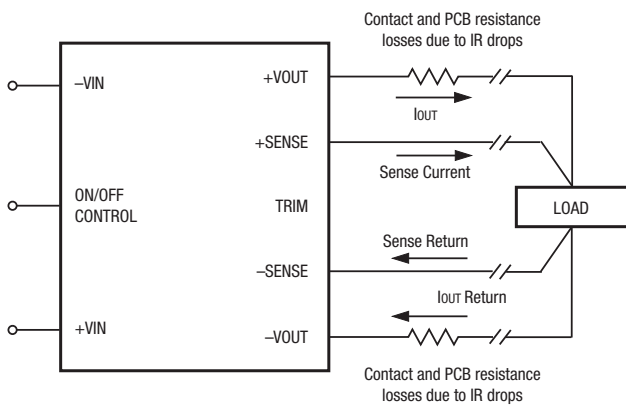 Contact and PCB resistance
losses due to IR drops
–VIN
+VOUT
IOUT
+SENSE
Sense Current
ON/OFF
CONTROL
TRIM
LOAD
Sense Return
–SENSE
IOUT Return
+VIN
–VOUT
Contact and PCB resistance
losses due to IR drops